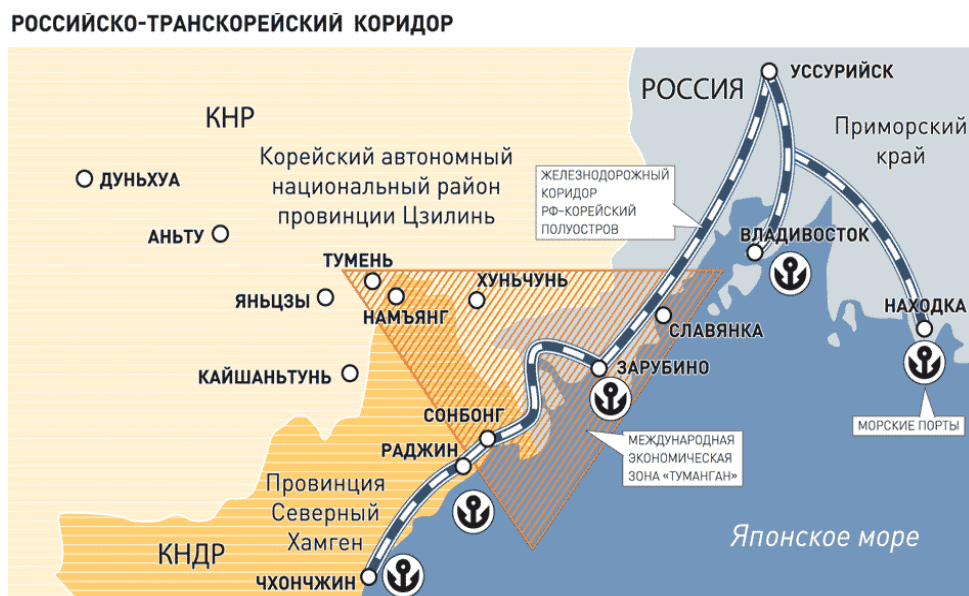 РОССИЙСКО-ТРАНСКОРЕЙСКИЙ КОРИДОР
УССУРИЙСК
РОССИЯ
КНР
Приморский
край
Корейский автономный
национальный район
провинции Цзилинь
ЖЕЛЕЗНОДОРОЖНЫЙ
КОРИДОР
РФ-КОРЕЙСКИЙ
ПОЛУОСТРОВ
ДУНЬХУА
АНЬТУ
ВЛАДИВОСТОК
ТУМЕНЬ
ХУНЬЧУНЬ
ЯНЬЦЗЫ
НАМЪЯНГ
НАХОДКА
СЛАВЯНКА
ЗАРУБИНО
КАЙШАНЬТУНЬ
СОНБОНГ
МОРСКИЕ ПОРТЫ
РАДЖИН
МЕЖДУНАРОДНАЯ
ЭКОНОМИЧЕСКАЯ
ЗОНА «ТУМАНГАН»
Провинция
Северный
Хамген
Японское море
КНДР
ЧХОНЧЖИН